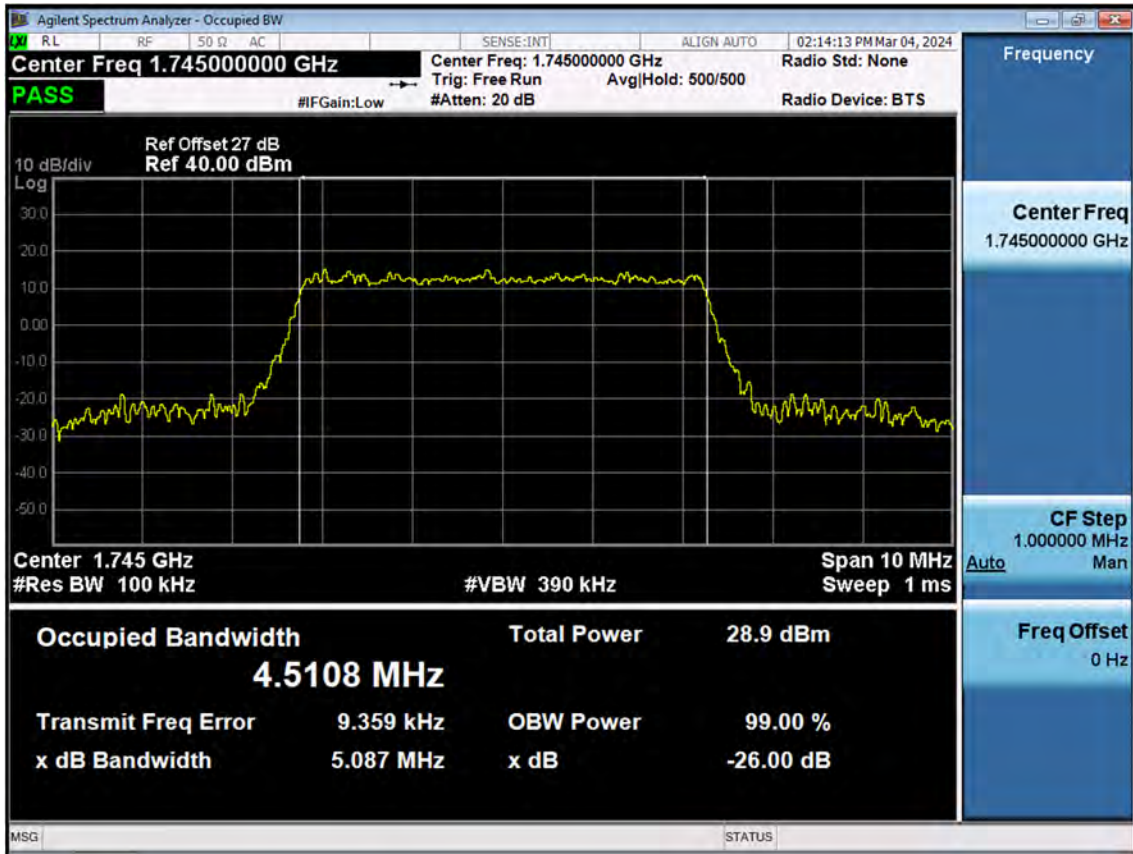 Agilent Spectrum Analyzer - Occupied BW
LXI RL RF 50 Ω AC SENSE:INT ALIGN AUTO 02:14:13 PM Mar 04, 2024
Center Freq 1.745000000 GHz
Center Freq: 1.745000000 GHz
Radio Std: None
Trig: Free Run Avg|Hold: 500/500
PASS
#IFGain:Low
#Atten: 20 dB
Radio Device: BTS
Ref Offset 27 dB
10 dB/div Ref 40.00 dBm
Log
30.0
20.0
10.0
0.00
-10.0
-20.0
-30.0
-40.0
-50.0
Center 1.745 GHz Span 10 MHz
#Res BW 100 kHz #VBW 390 kHz Sweep 1 ms
Occupied Bandwidth Total Power 28.9 dBm
4.5108 MHz
Transmit Freq Error 9.359 kHz OBW Power 99.00 %
x dB Bandwidth 5.087 MHz x dB -26.00 dB
MSG STATUS
Frequency
Center Freq
1.745000000 GHz
CF Step
1.000000 MHz
Auto Man
Freq Offset
0 Hz